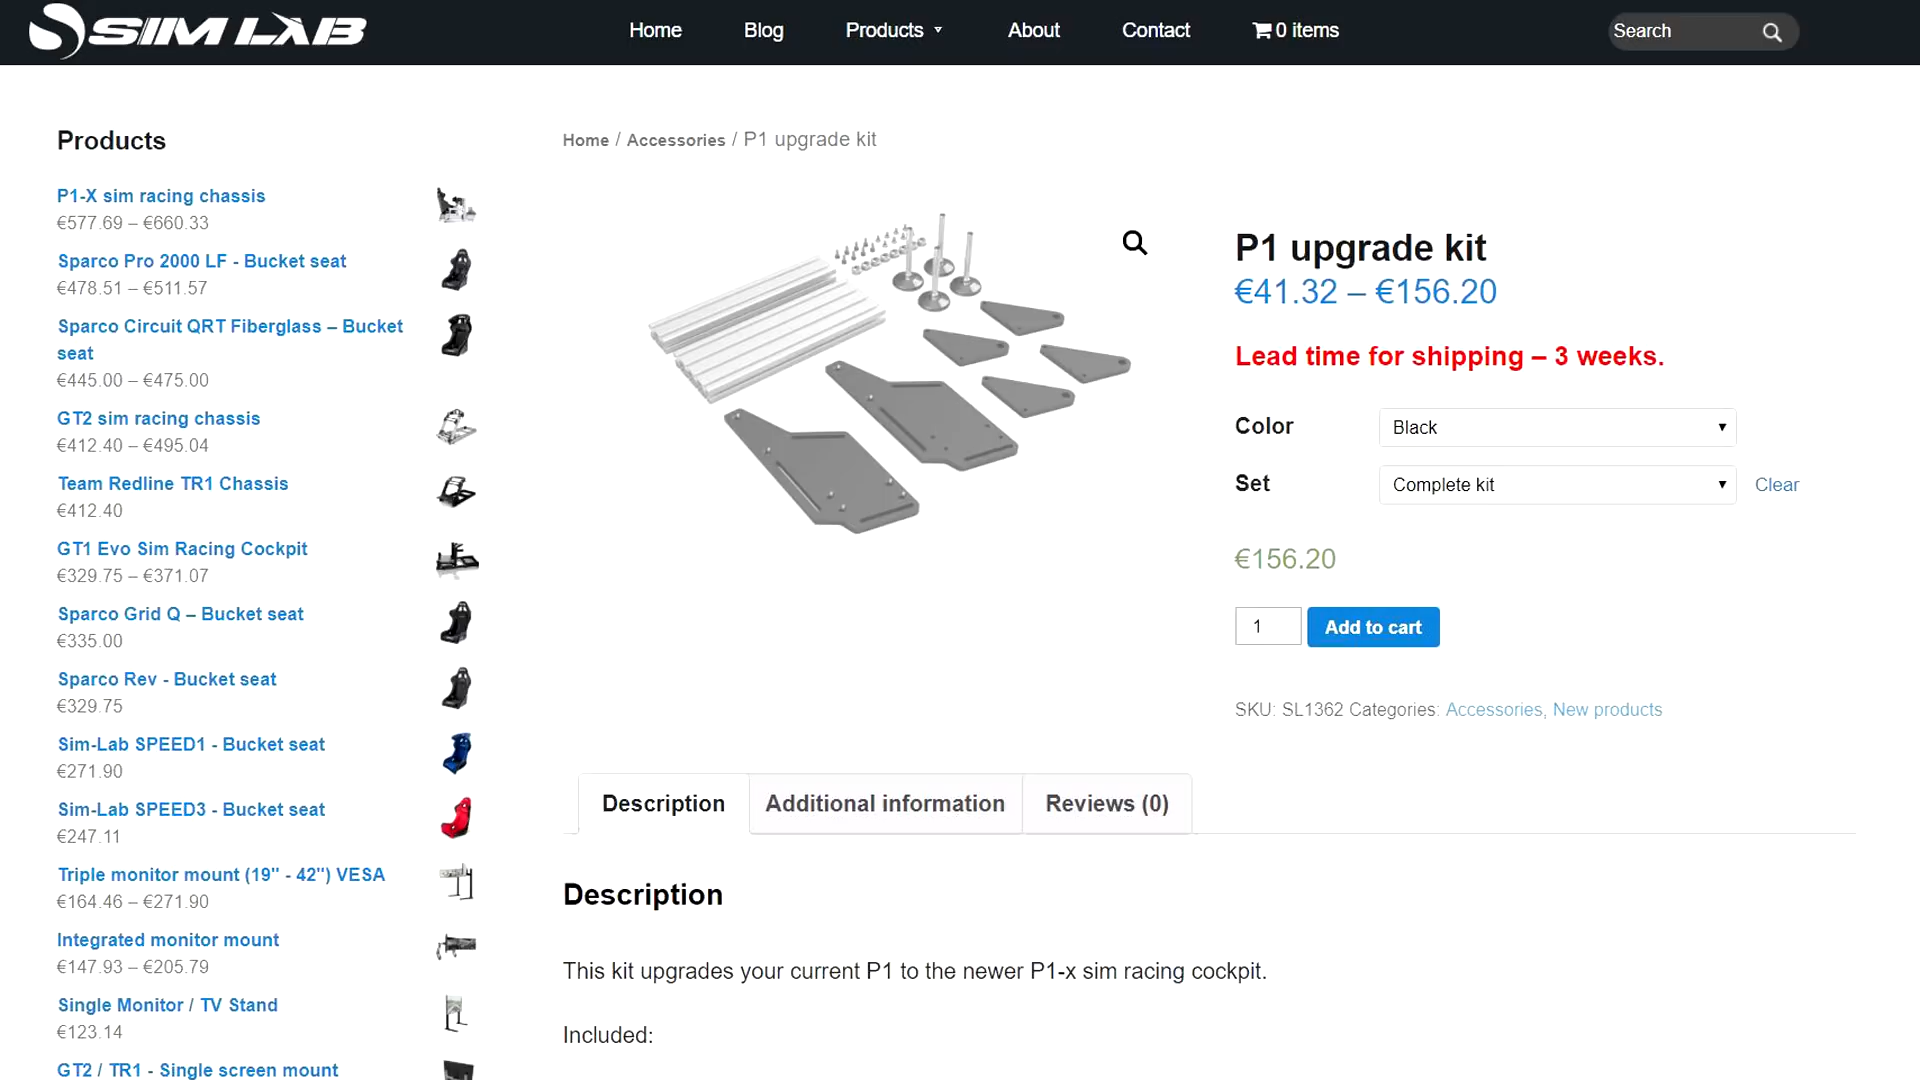 SIM LAB
Home
Blog
Products
About
Contact
0 items
Search
Products
P1-X sim racing chassis
€577.69 – €660.33
Sparco Pro 2000 LF - Bucket seat
€478.51 – €511.57
Sparco Circuit QRT Fiberglass – Bucket
seat
€445.00 – €475.00
GT2 sim racing chassis
€412.40 – €495.04
Team Redline TR1 Chassis
€412.40
GT1 Evo Sim Racing Cockpit
€329.75 – €371.07
Sparco Grid Q – Bucket seat
€335.00
Sparco Rev - Bucket seat
€329.75
Sim-Lab SPEED1 - Bucket seat
€271.90
Sim-Lab SPEED3 - Bucket seat
€247.11
Triple monitor mount (19" - 42") VESA
€164.46 – €271.90
Integrated monitor mount
€147.93 – €205.79
Single Monitor / TV Stand
€123.14
GT2 / TR1 - Single screen mount
Home / Accessories / P1 upgrade kit
P1 upgrade kit
€41.32 – €156.20
Lead time for shipping – 3 weeks.
Color
Black
Set
Complete kit
Clear
€156.20
1
Add to cart
SKU: SL1362 Categories: Accessories, New products
Description
Additional information
Reviews (0)
Description
This kit upgrades your current P1 to the newer P1-x sim racing cockpit.
Included: